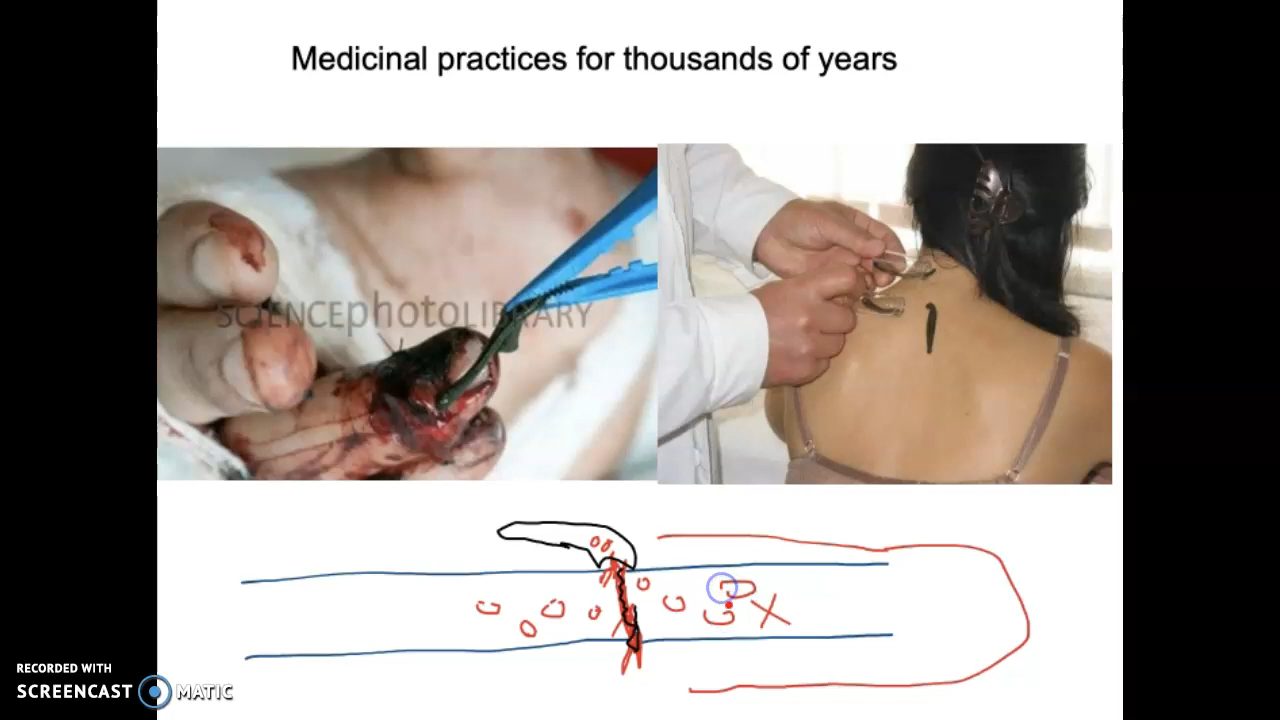 Medicinal practices for thousands of years
SCIENCEphotoLIBRARY
RECORDED WITH
SCREENCAST MATIC